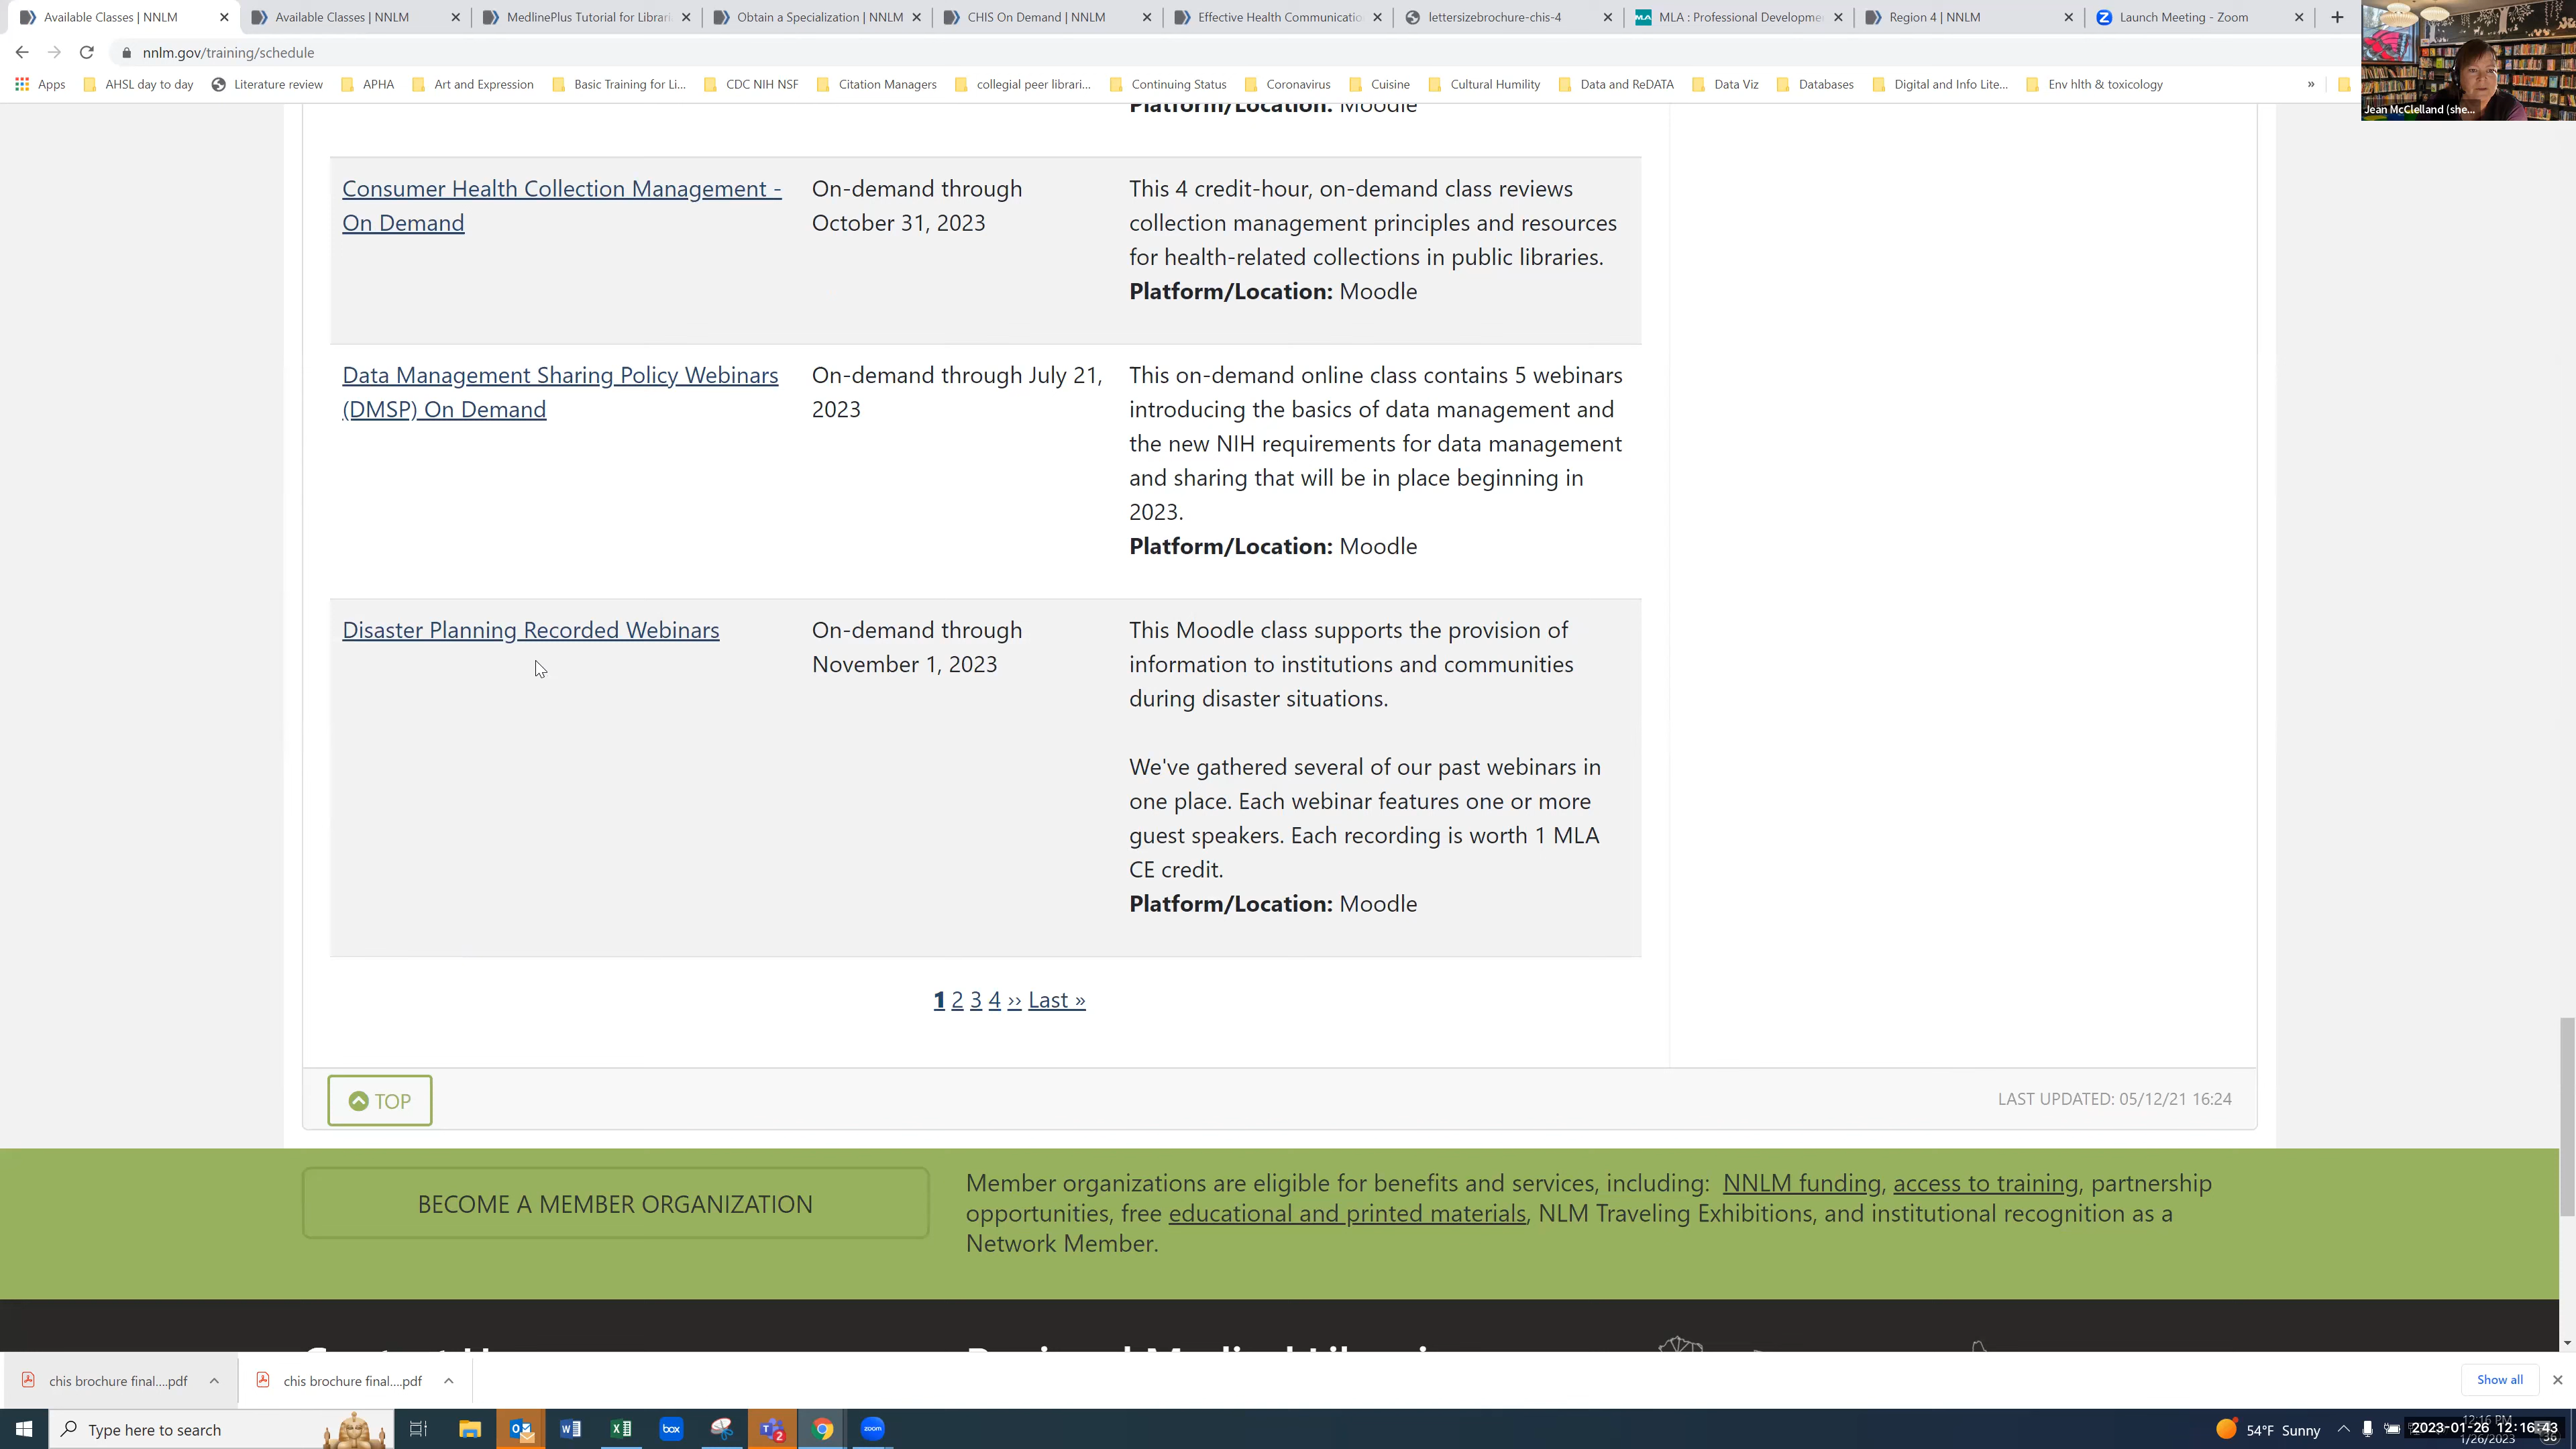 Available Classes | NNLM
Available Classes | NNLM
MedlinePlus Tutorial for Librari
Obtain a Specialization | NNLM
CHIS On Demand | NNLM
Effective Health Communicatio
lettersizebrochure-chis-4
MLA : Professional Developme
Region 4 | NNLM
Launch Meeting - Zoom
nnlm.gov/training/schedule
Apps
AHSL day to day
Literature review
APHA
Art and Expression
Basic Training for Li...
CDC NIH NSF
Citation Managers
collegial peer librari...
Continuing Status
Coronavirus
Cuisine
Cultural Humility
Data and ReDATA
Data Viz
Databases
Digital and Info Lite...
Env hlth & toxicology
»
Jean McClelland (she...
Platform/Location: Moodle
Consumer Health Collection Management -
On Demand
On-demand through
October 31, 2023
This 4 credit-hour, on-demand class reviews
collection management principles and resources
for health-related collections in public libraries.
Platform/Location: Moodle
Data Management Sharing Policy Webinars
(DMSP) On Demand
On-demand through July 21,
2023
This on-demand online class contains 5 webinars
introducing the basics of data management and
the new NIH requirements for data management
and sharing that will be in place beginning in
2023.
Platform/Location: Moodle
Disaster Planning Recorded Webinars
On-demand through
November 1, 2023
This Moodle class supports the provision of
information to institutions and communities
during disaster situations.
We've gathered several of our past webinars in
one place. Each webinar features one or more
guest speakers. Each recording is worth 1 MLA
CE credit.
Platform/Location: Moodle
1 2 3 4 ›› Last »
TOP
LAST UPDATED: 05/12/21 16:24
BECOME A MEMBER ORGANIZATION
Member organizations are eligible for benefits and services, including: NNLM funding, access to training, partnership
opportunities, free educational and printed materials, NLM Traveling Exhibitions, and institutional recognition as a
Network Member.
chis brochure final....pdf
chis brochure final....pdf
Show all
Type here to search
box
zoom
2
54°F Sunny
12:16 PM
2023-01-26 12:16:43
1/26/2023